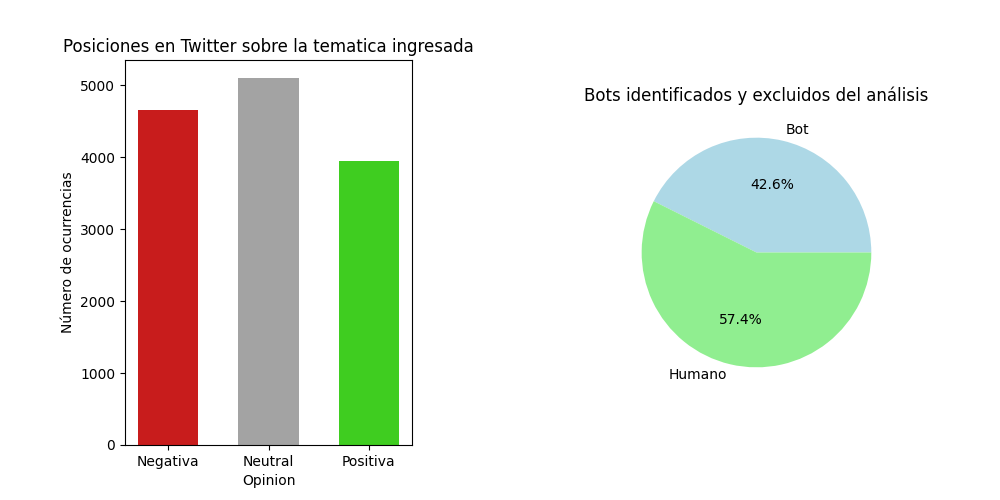 Posiciones en Twitter sobre la tematica ingresada
Número de ocurrencias
5000
4000
3000
2000
1000
0
Negativa
Neutral
Positiva
Opinion
Bots identificados y excluidos del análisis
Bot
42.6%
57.4%
Humano